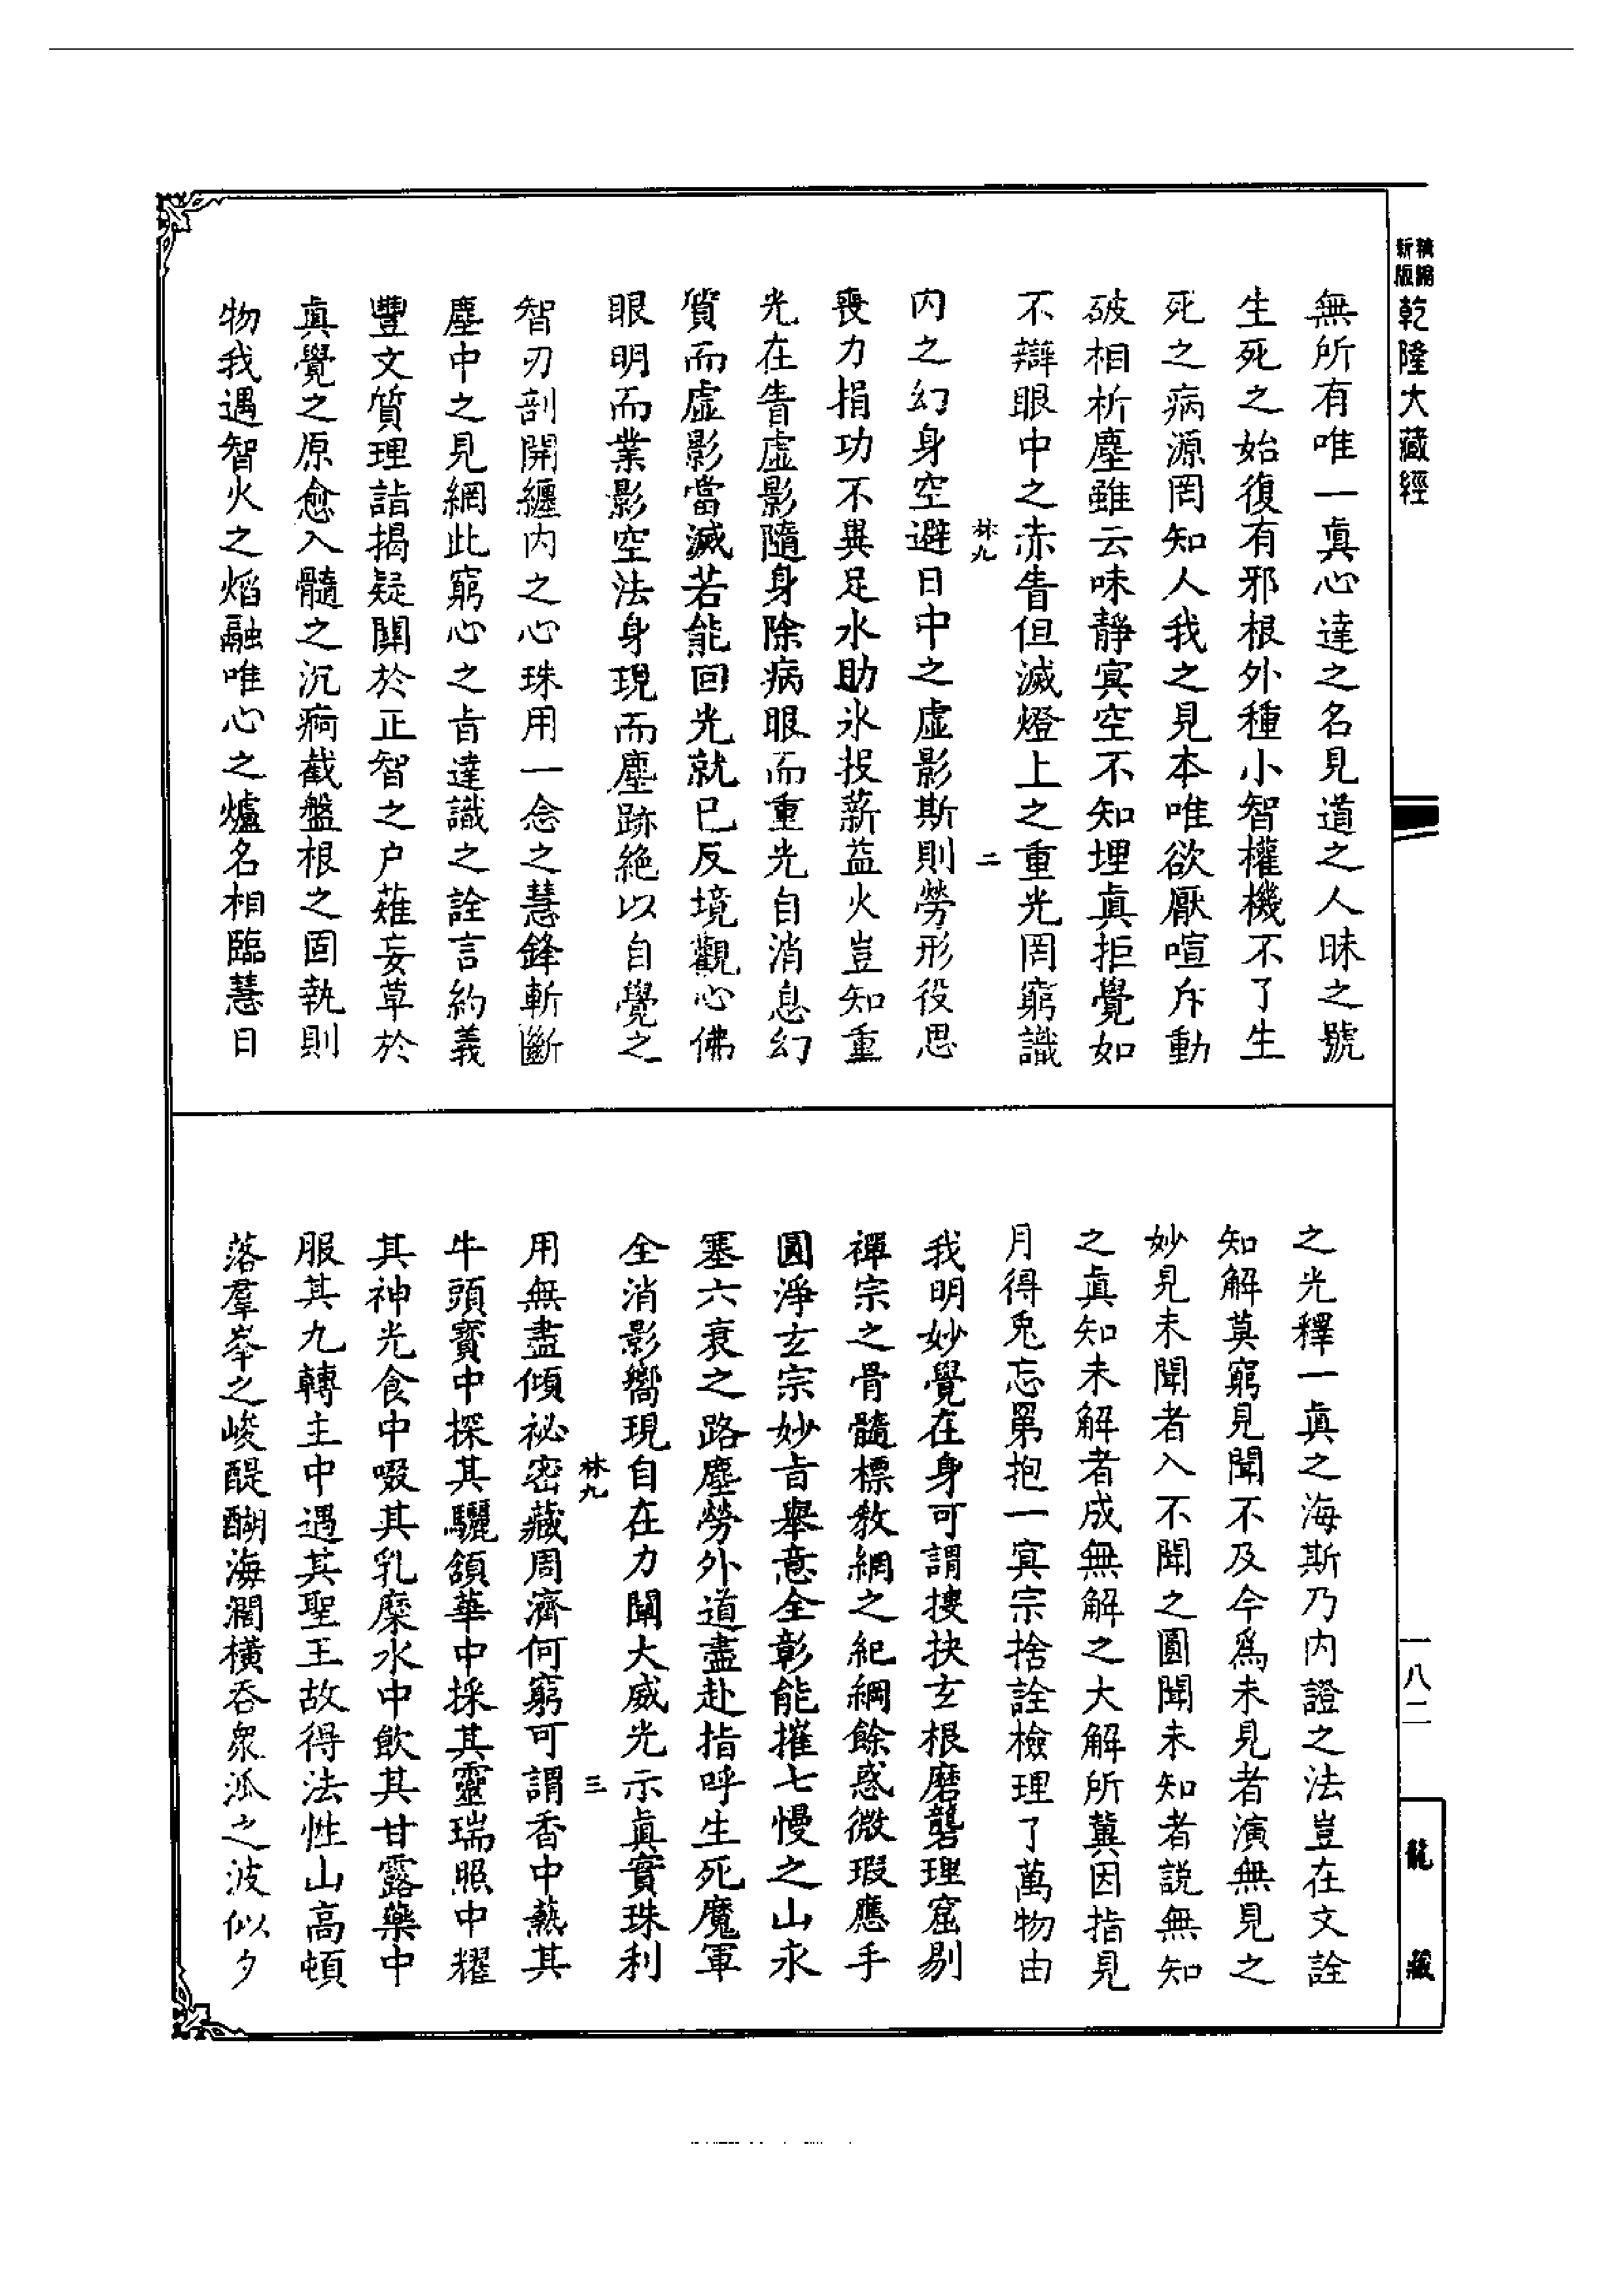 精縮
新版
乾隆大藏經
無所有唯一眞心達之名見道之人昧之號
生死之始復有邪根外種小智權機不了生
死之病源罔知人我之見本唯欲厭喧斥動
破相析塵雖云味靜冥空不知埋眞拒覺如
不辯眼中之赤眚但滅燈上之重光罔窮識
林九
二
內之幻身空避日中之虛影斯則勞形役思
喪力捐功不異足水助氷投薪益火豈知重
光在眚虛影隨身除病眼而重光自消息幻
質而虛影當滅若能回光就已反境觀心佛
眼明而業影空法身現而塵跡絕以自覺之
智刃剖開纏內之心珠用一念之慧鋒斬斷
塵中之見網此窮心之旨達識之詮言約義
豐文質理詣揭疑關於正智之户薙妄草於
眞覺之原愈入髓之沉痾截盤根之固執則
物我遇智火之焰融唯心之爐名相臨慧日
之光釋一眞之海斯乃內證之法豈在文詮
知解莫窮見聞不及今爲未見者演無見之
妙見未聞者入不聞之圓聞未知者說無知
之眞知未解者成無解之大解所冀因指見
月得兎忘罤抱一冥宗捨詮檢理了萬物由
我明妙覺在身可謂搜抉玄根磨礱理窟剔
禪宗之骨髓標教網之紀綱餘惑微瑕應手
圓淨玄宗妙旨舉意全彰能摧七慢之山永
塞六衰之路塵勞外道盡赴指呼生死魔軍
全消影嚮現自在力闡大威光示眞實珠利
林九
三
用無盡傾祕密藏周濟何窮可謂香中爇其
牛頭寳中探其驪頷華中採其靈瑞照中耀
其神光食中啜其乳糜水中飲其甘露藥中
服其九轉主中遇其聖王故得法性山高頓
落羣峯之峻醍醐海濶橫吞衆派之波似夕
一八二
龍藏